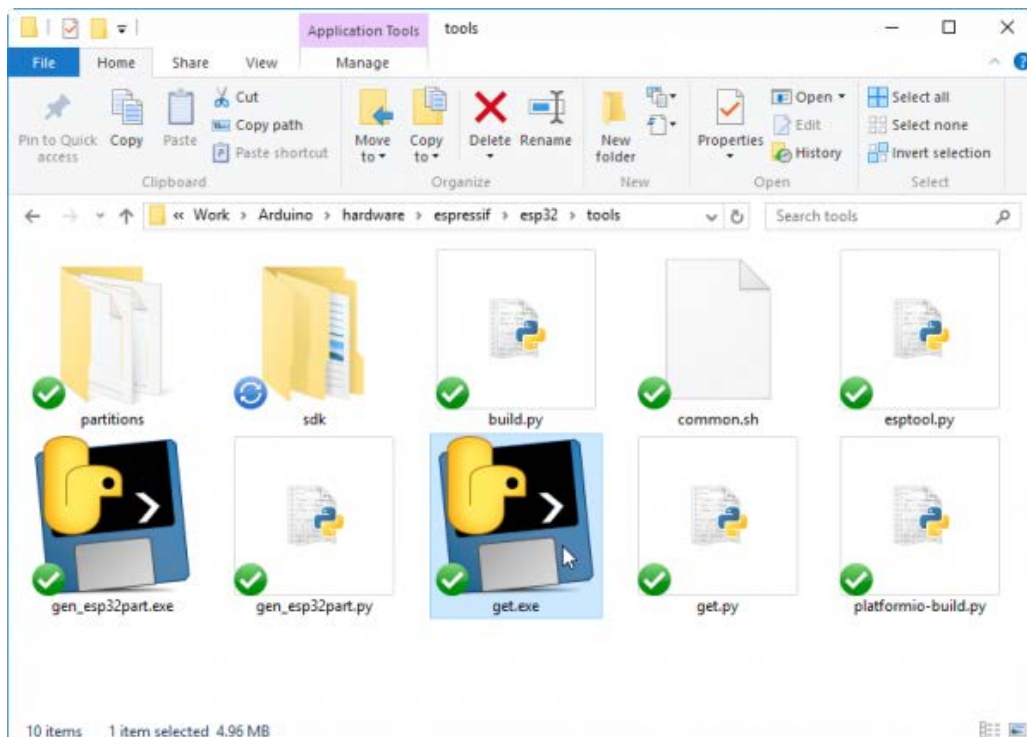 Application Tools tools
File Home Share View Manage
Pin to Quick access
Copy
Paste
Cut
Copy path
Paste shortcut
Clipboard
Move to
Copy to
Delete
Rename
Organize
New folder
New
Properties
Open
Edit
History
Open
Select all
Select none
Invert selection
Select
« Work > Arduino > hardware > espressif > esp32 > tools
Search tools
partitions sdk build.py common.sh esptool.py
gen_esp32part.exe gen_esp32part.py get.exe get.py platformio-build.py
10 items 1 item selected 4.96 MB